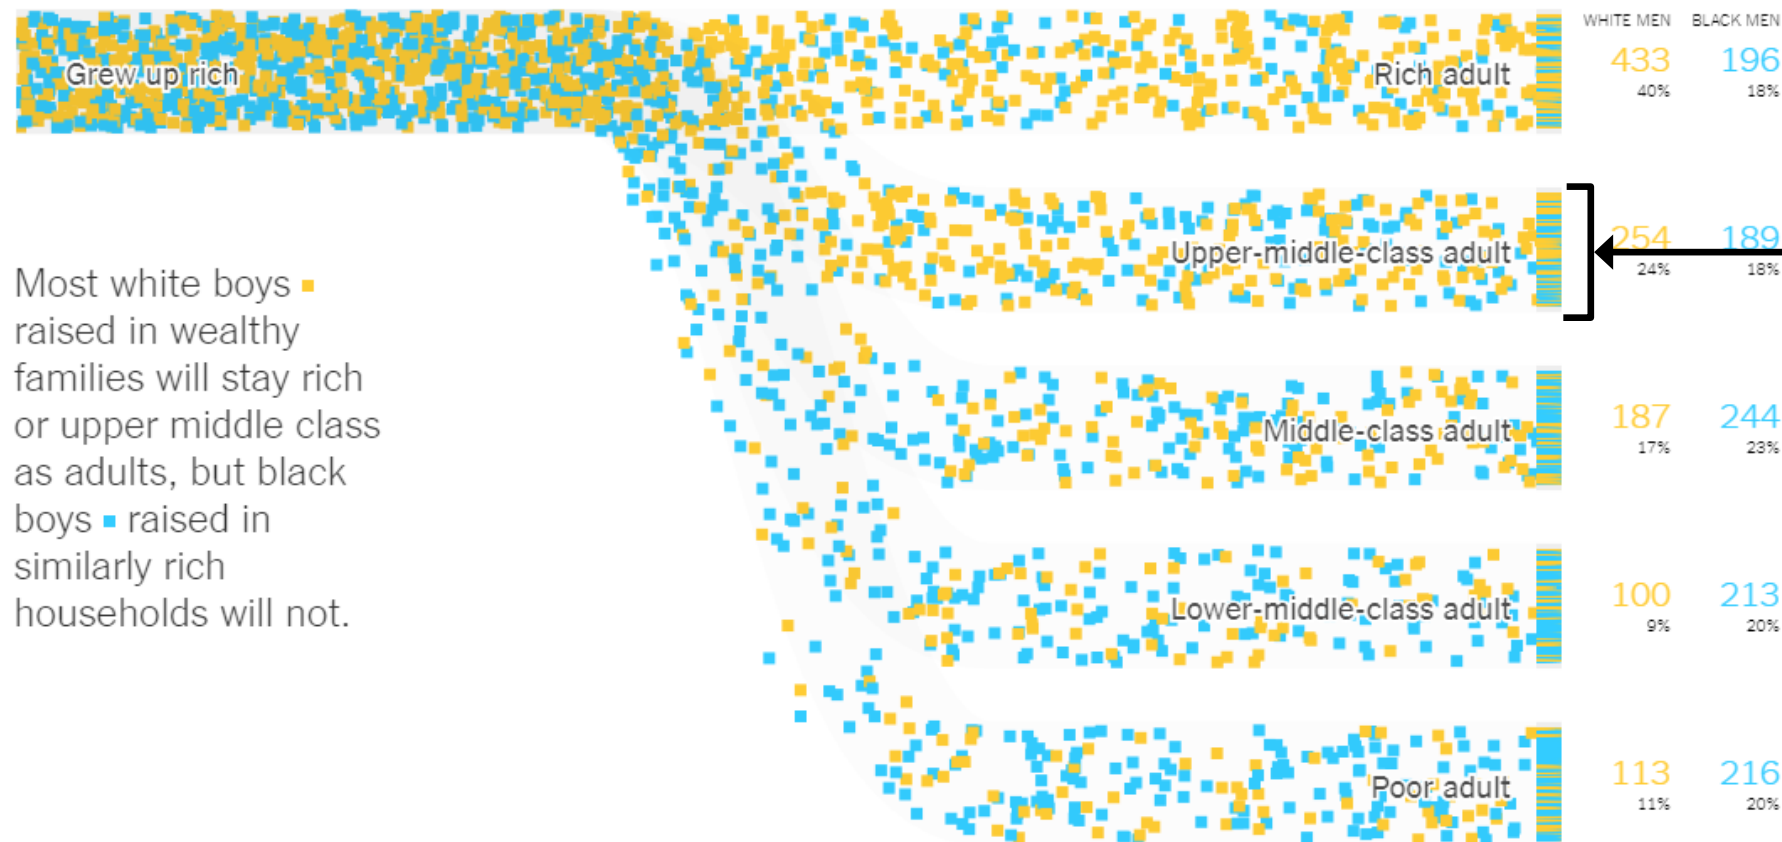 WHITE MEN BLACK MEN
Grew up rich
Rich adult
433 196
40% 18%
Upper-middle-class adult
254 189
24% 18%
Most white boys
raised in wealthy
families will stay rich
or upper middle class
as adults, but black
boys raised in
similarly rich
households will not.
Middle-class adult
187 244
17% 23%
Lower-middle-class adult
100 213
9% 20%
Poor adult
113 216
11% 20%